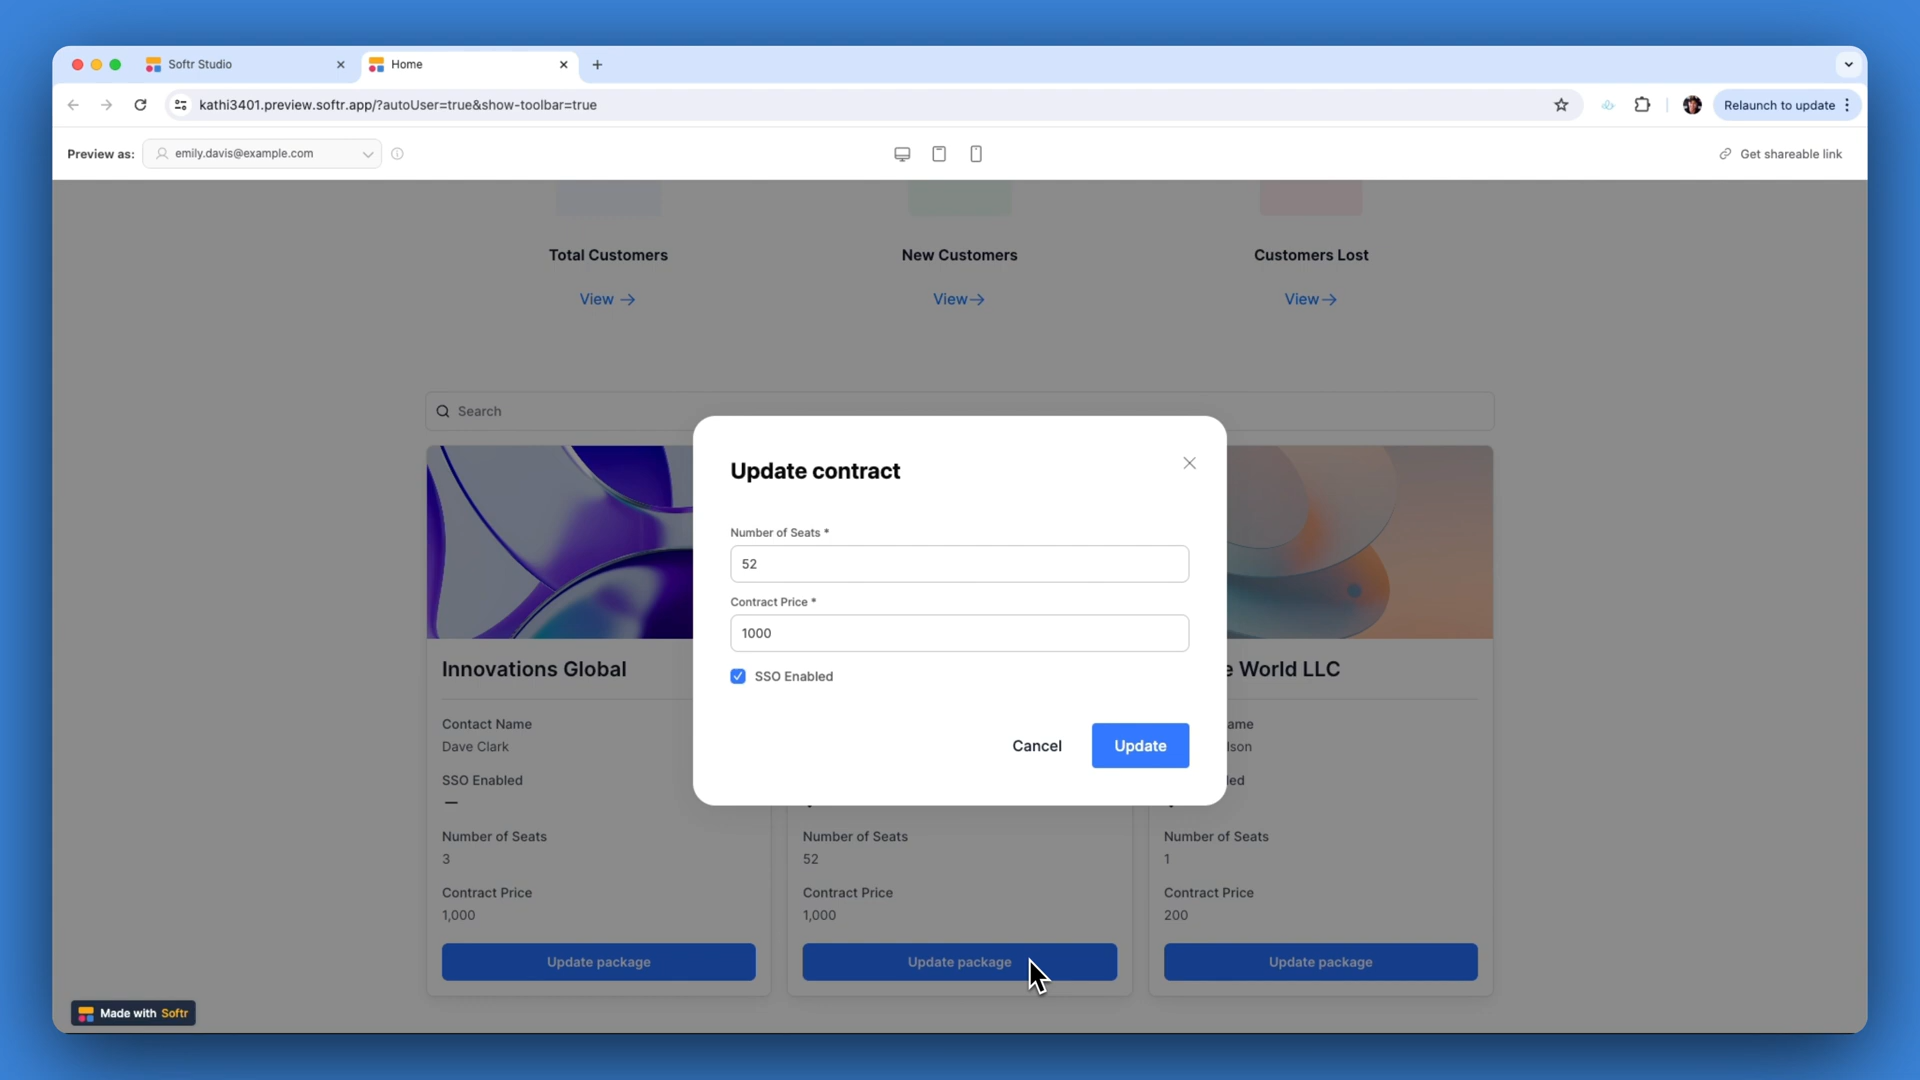 Softr Studio
Home
kathi3401.preview.softr.app/?autoUser=true&show-toolbar=true
Relaunch to update
Preview as:
emily.davis@example.com
Get shareable link
Total Customers
New Customers
Customers Lost
View →
View→
View→
Search
Update contract
Number of Seats *
52
Contract Price *
1000
SSO Enabled
Cancel
Update
Innovations Global
Contact Name
Dave Clark
SSO Enabled
—
Number of Seats
3
Contract Price
1,000
Update package
Number of Seats
52
Contract Price
1,000
Update package
World LLC
Number of Seats
1
Contract Price
200
Update package
Made with Softr